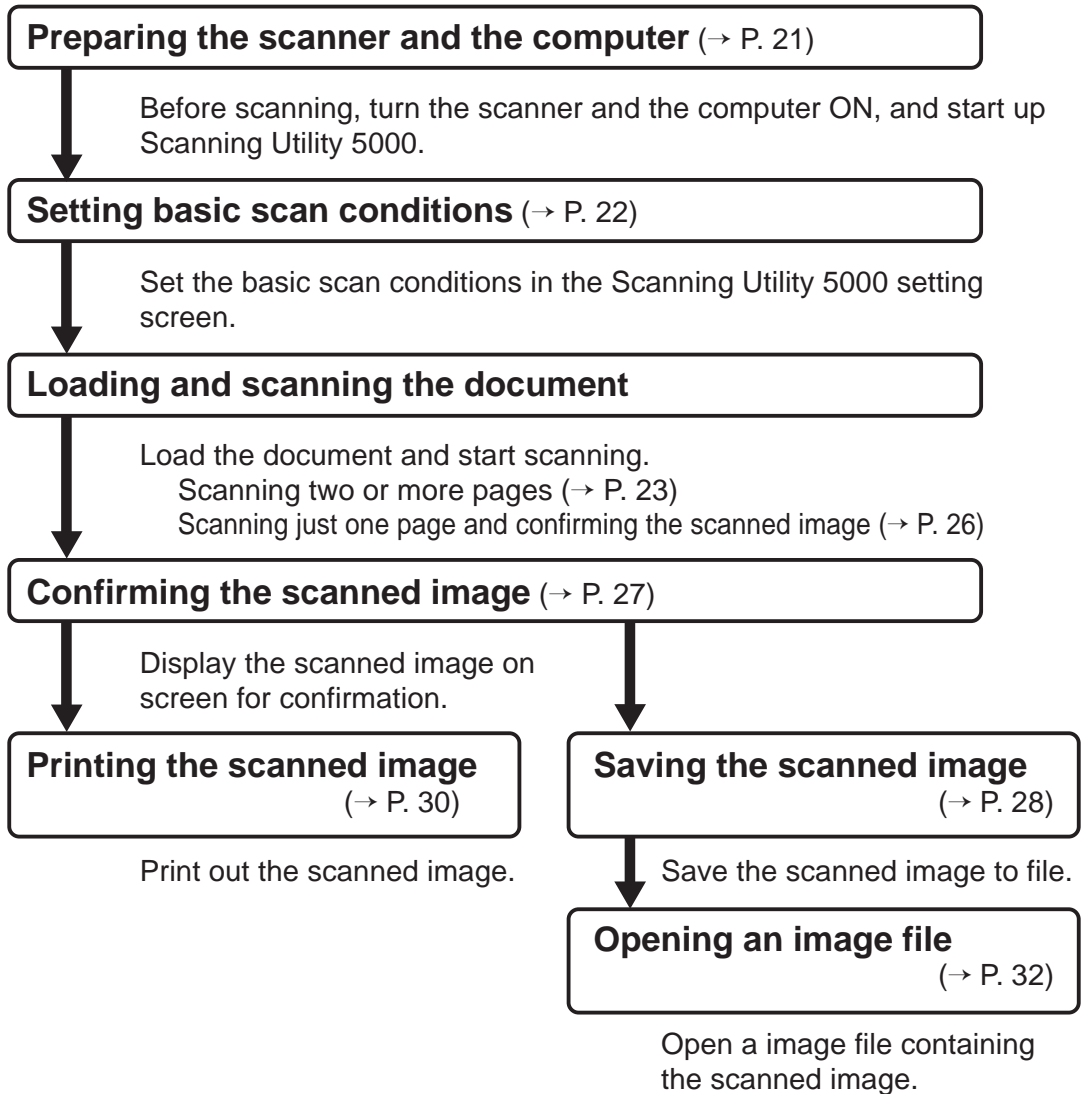 Preparing the scanner and the computer (→ P. 21)
Before scanning, turn the scanner and the computer ON, and start up
Scanning Utility 5000.
Setting basic scan conditions (→ P. 22)
Set the basic scan conditions in the Scanning Utility 5000 setting
screen.
Loading and scanning the document
Load the document and start scanning.
Scanning two or more pages (→ P. 23)
Scanning just one page and confirming the scanned image (→ P. 26)
Confirming the scanned image (→ P. 27)
Display the scanned image on
screen for confirmation.
Printing the scanned image
(→ P. 30)
Print out the scanned image.
Saving the scanned image
(→ P. 28)
Save the scanned image to file.
Opening an image file
(→ P. 32)
Open a image file containing
the scanned image.